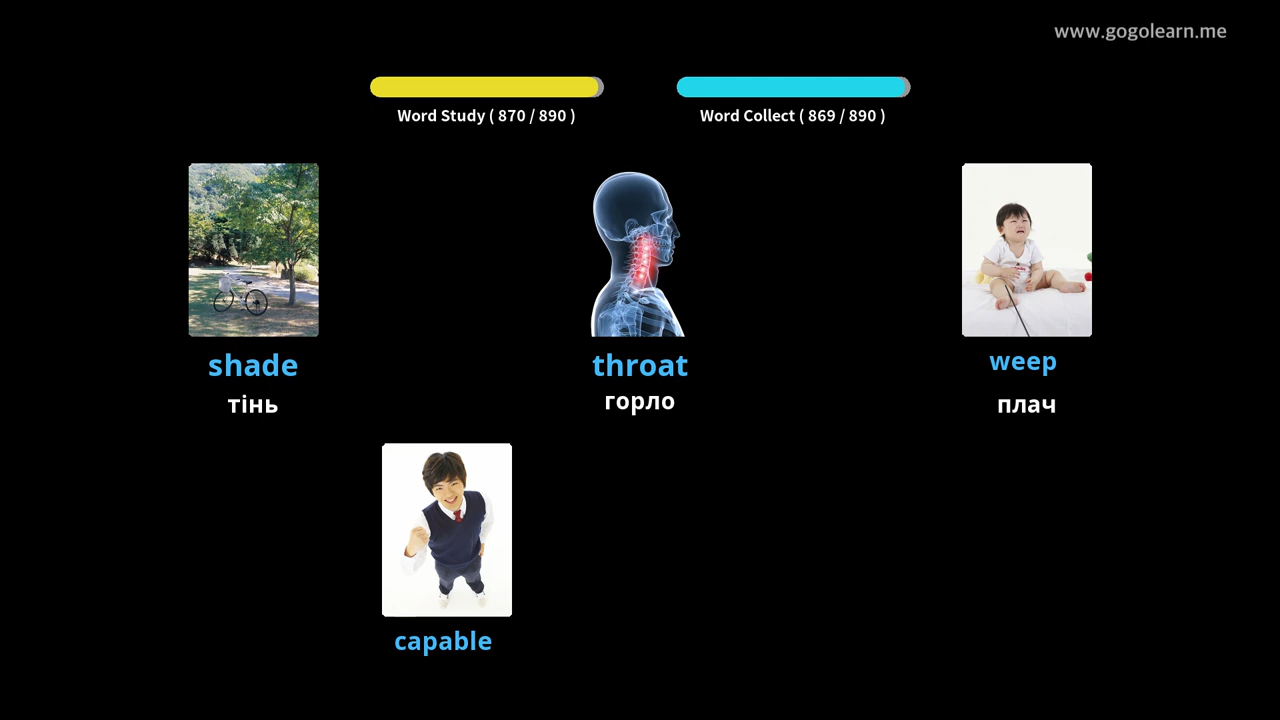 www.gogolearn.me
Word Study ( 870 / 890 )
Word Collect ( 869 / 890 )
shade
тінь
throat
горло
weep
плач
capable